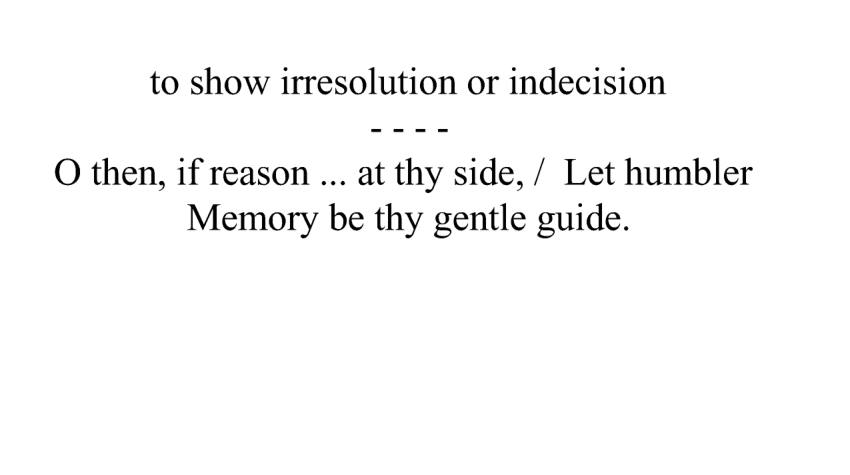 to show irresolution or indecision
- - - -
O then, if reason ... at thy side, /  Let humbler
Memory be thy gentle guide.